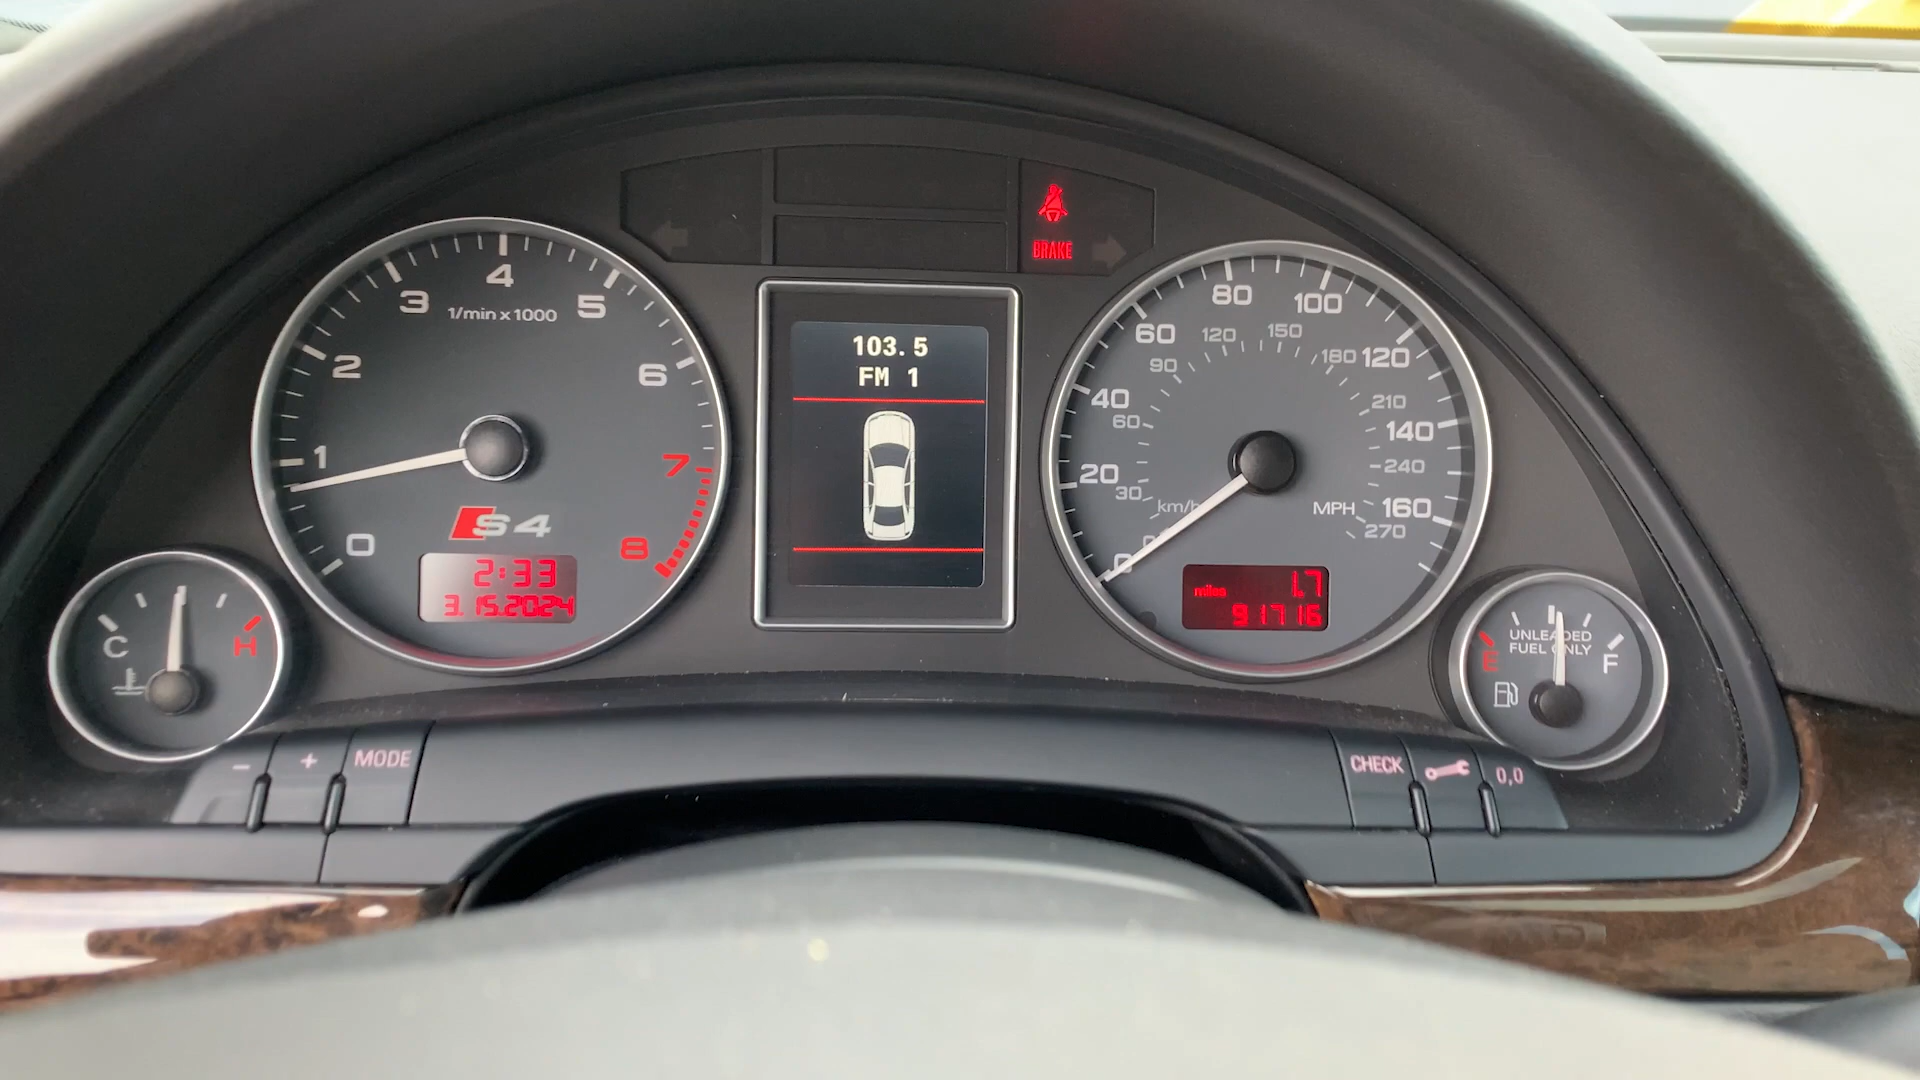 BRAKE
4
3
5
1/min x 1000
2
6
1
7
S4
0
8
2:33
3.15.2024
C
H
103.5
FM 1
80
100
60
120
150
120
90
180
40
60
210
140
20
240
30
km/h
MPH
160
270
0
miles 1.7
91716
UNLEADED
FUEL ONLY
E
F
-
+
MODE
CHECK
0,0